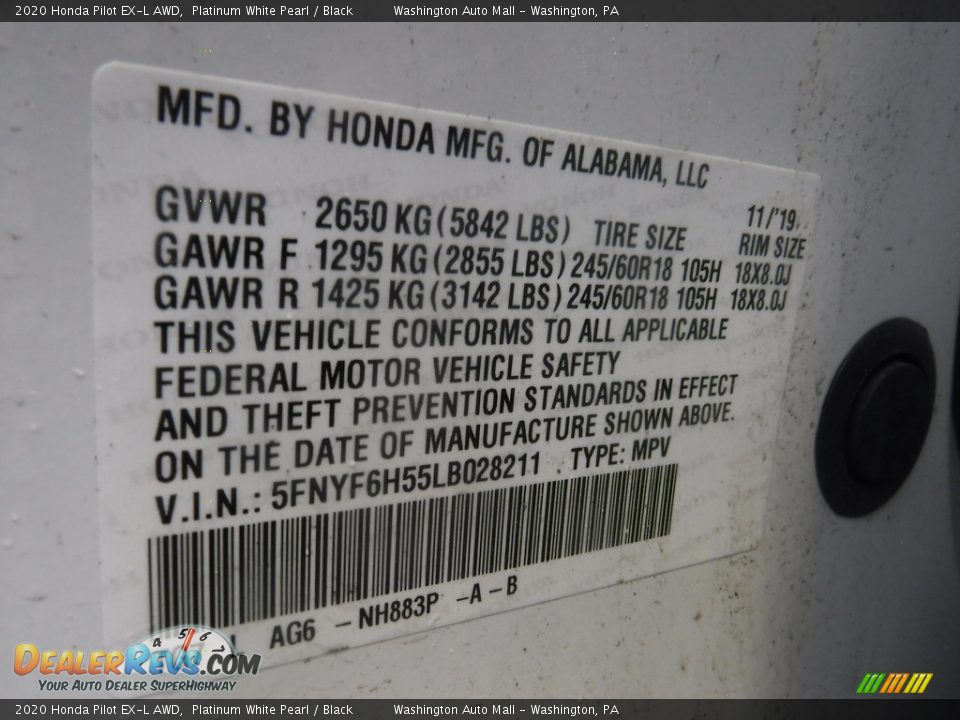 2020 Honda Pilot EX-L AWD, Platinum White Pearl / Black Washington Auto Mall - Washington, PA
MFD. BY HONDA MFG. OF ALABAMA, LLC
11/'19
GVWR 2650 KG (5842 LBS) TIRE SIZE RIM SIZE
GAWR F 1295 KG (2855 LBS) 245/60R18 105H 18X8.0J
GAWR R 1425 KG (3142 LBS) 245/60R18 105H 18X8.0J
THIS VEHICLE CONFORMS TO ALL APPLICABLE
FEDERAL MOTOR VEHICLE SAFETY
AND THEFT PREVENTION STANDARDS IN EFFECT
ON THE DATE OF MANUFACTURE SHOWN ABOVE.
V.I.N.: 5FNYF6H55LB028211 TYPE: MPV
AG6 - NH883P -A-B
4 5 6
DEALERREVS.COM
YOUR AUTO DEALER SUPERHIGHWAY
2020 Honda Pilot EX-L AWD, Platinum White Pearl / Black Washington Auto Mall - Washington, PA